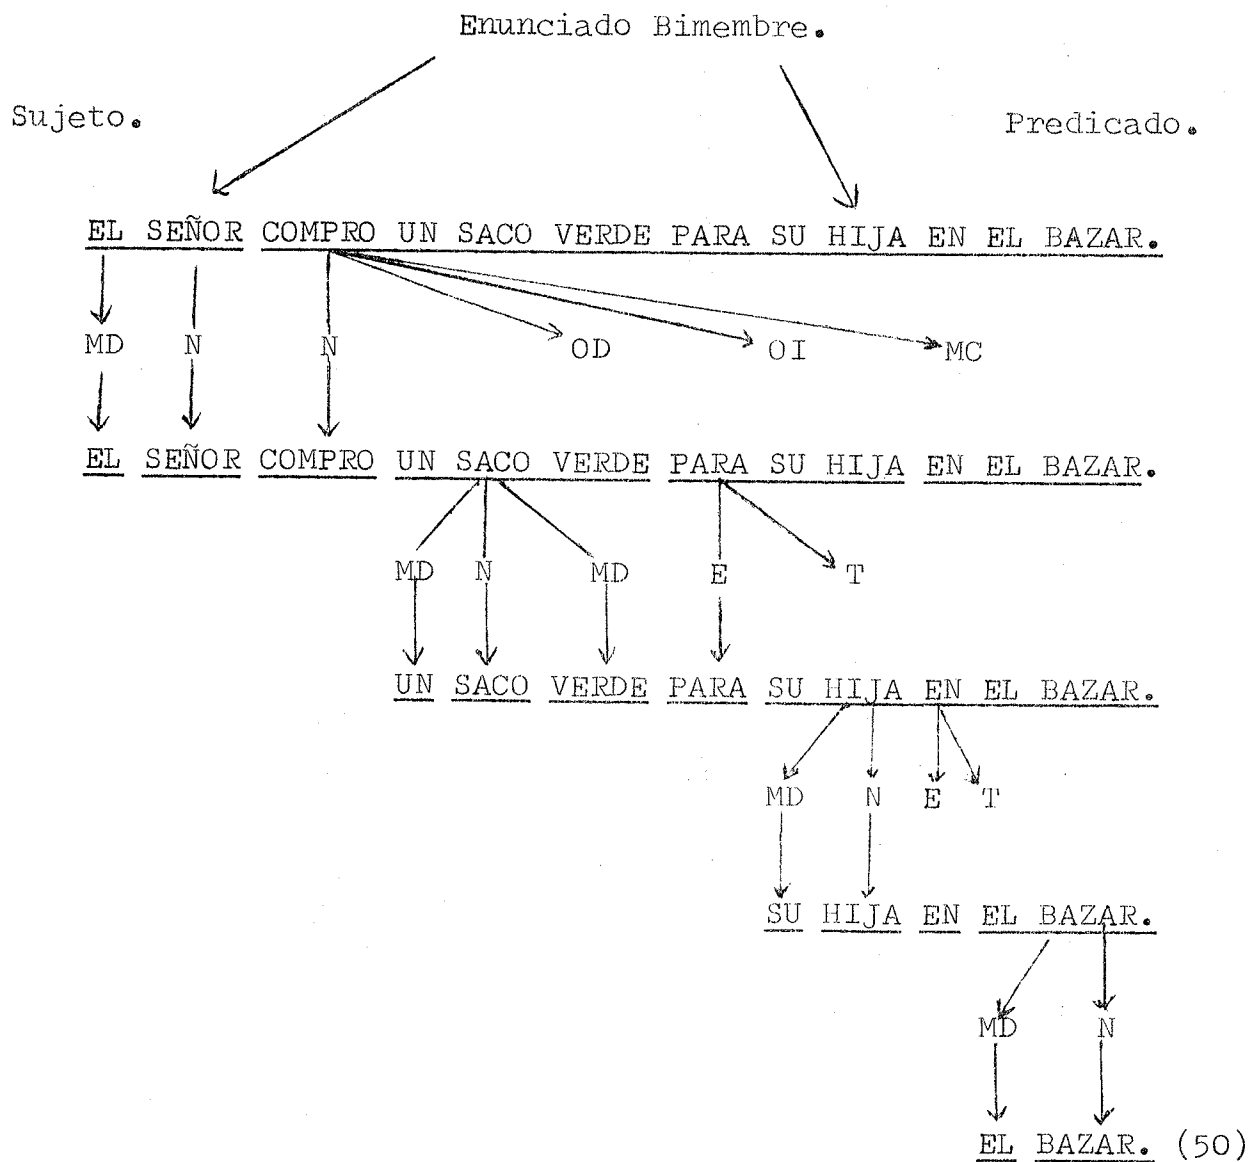 Enunciado Bimembre.
Sujeto. Predicado.
EL SEÑOR COMPRO UN SACO VERDE PARA SU HIJA EN EL BAZAR.
MD N N OD OI MC
EL SEÑOR COMPRO UN SACO VERDE PARA SU HIJA EN EL BAZAR.
MD N MD E T
UN SACO VERDE PARA SU HIJA EN EL BAZAR.
MD N E T
SU HIJA EN EL BAZAR.
MD N
EL BAZAR. (50)